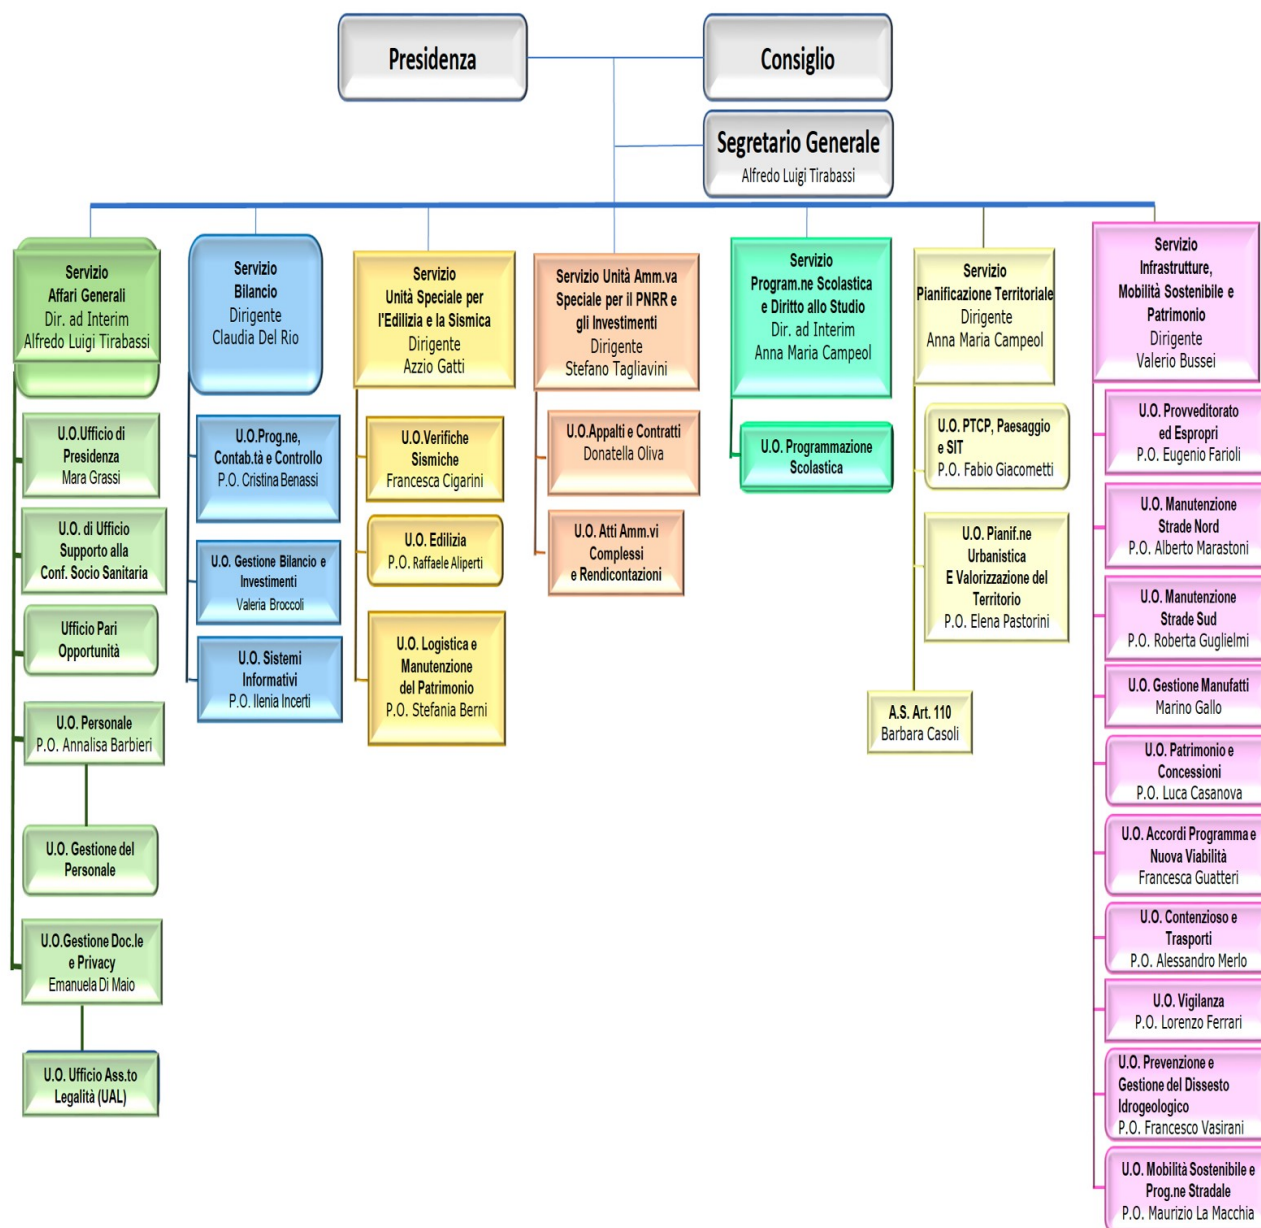 Presidenza
Consiglio
Segretario Generale
Alfredo Luigi Tirabassi
Servizio
Affari Generali
Dir. ad Interim
Alfredo Luigi Tirabassi
U.O.Ufficio di
Presidenza
Mara Grassi
U.O. di Ufficio
Supporto alla
Conf. Socio Sanitaria
Ufficio Pari
Opportunità
U.O. Personale
P.O. Annalisa Barbieri
U.O. Gestione del
Personale
U.O.Gestione Doc.le
e Privacy
Emanuela Di Maio
U.O. Ufficio Ass.to
Legalità (UAL)
Servizio
Bilancio
Dirigente
Claudia Del Rio
U.O.Prog.ne,
Contab.tà e Controllo
P.O. Cristina Benassi
U.O. Gestione Bilancio e
Investimenti
Valeria Broccoli
U.O. Sistemi
Informativi
P.O. Ilenia Incerti
Servizio
Unità Speciale per
l'Edilizia e la Sismica
Dirigente
Azzio Gatti
U.O.Verifiche
Sismiche
Francesca Cigarini
U.O. Edilizia
P.O. Raffaele Aliperti
U.O. Logistica e
Manutenzione
del Patrimonio
P.O. Stefania Berni
Servizio Unità Amm.va
Speciale per il PNRR e
gli Investimenti
Dirigente
Stefano Tagliavini
U.O.Appalti e Contratti
Donatella Oliva
U.O. Atti Amm.vi
Complessi
e Rendicontazioni
Servizio
Program.ne Scolastica
e Diritto allo Studio
Dir. ad Interim
Anna Maria Campeol
U.O. Programmazione
Scolastica
Servizio
Pianificazione Territoriale
Dirigente
Anna Maria Campeol
U.O. PTCP, Paesaggio
e SIT
P.O. Fabio Giacometti
U.O. Pianif.ne
Urbanistica
E Valorizzazione del
Territorio
P.O. Elena Pastorini
A.S. Art. 110
Barbara Casoli
Servizio
Infrastrutture,
Mobilità Sostenibile e
Patrimonio
Dirigente
Valerio Bussei
U.O. Provveditorato
ed Espropri
P.O. Eugenio Farioli
U.O. Manutenzione
Strade Nord
P.O. Alberto Marastoni
U.O. Manutenzione
Strade Sud
P.O. Roberta Guglielmi
U.O. Gestione Manufatti
Marino Gallo
U.O. Patrimonio e
Concessioni
P.O. Luca Casanova
U.O. Accordi Programma e
Nuova Viabilità
Francesca Guatteri
U.O. Contenzioso e
Trasporti
P.O. Alessandro Merlo
U.O. Vigilanza
P.O. Lorenzo Ferrari
U.O. Prevenzione e
Gestione del Dissesto
Idrogeologico
P.O. Francesco Vasirani
U.O. Mobilità Sostenibile e
Prog.ne Stradale
P.O. Maurizio La Macchia